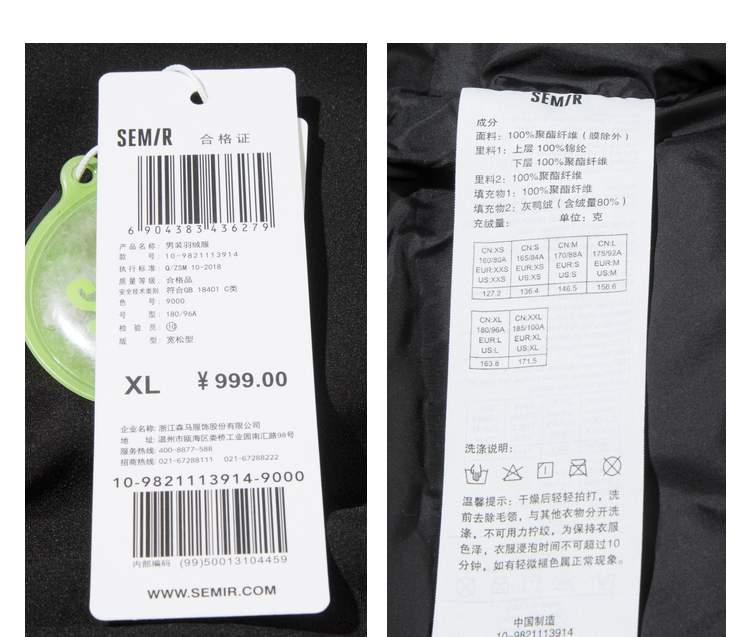 SEMIR 合格证
6 904383 436279
产品名称: 男装羽绒服
款 号: 10-9821113914
执行标准: Q/ZSM 10-2018
质量等级: 合格品
安全技术类别: 符合GB 18401 C类
色 号: 9000
号 型: 180/96A
检 验 员: ⑩
版 型: 宽松型
XL ¥999.00
企业名称: 浙江森马服饰股份有限公司
地 址: 温州市瓯海区娄桥工业园南汇路98号
服务热线: 400-8877-588
招商热线: 021-67288111 021-67288222
10-9821113914-9000
内部编码 (99)50013104459
WWW.SEMIR.COM
SEMIR
成分
面料: 100%聚酯纤维(膜除外)
里料1: 上层 100%锦纶
下层 100%聚酯纤维
里料2: 100%聚酯纤维
填充物1: 100%聚酯纤维
填充物2: 灰鸭绒(含绒量80%)
充绒量: 单位: 克
CN:XS CN:S CN:M CN:L
160/80A 165/84A 170/88A 175/92A
EUR:XXS EUR:XS EUR:S EUR:M
US:XXS US:XS US:S US:M
127.2 136.4 146.5 156.6
CN:XL CN:XXL
180/96A 185/100A
EUR:L EUR:XL
US:L US:XL
163.8 171.5
洗涤说明:
温馨提示: 干燥后轻轻拍打, 洗
前去除毛领, 与其他衣物分开洗
涤, 不可用力拧绞, 为保持衣服
色泽, 衣服浸泡时间不可超过10
分钟, 如有轻微褪色属正常现象。
中国制造
10-9821113914